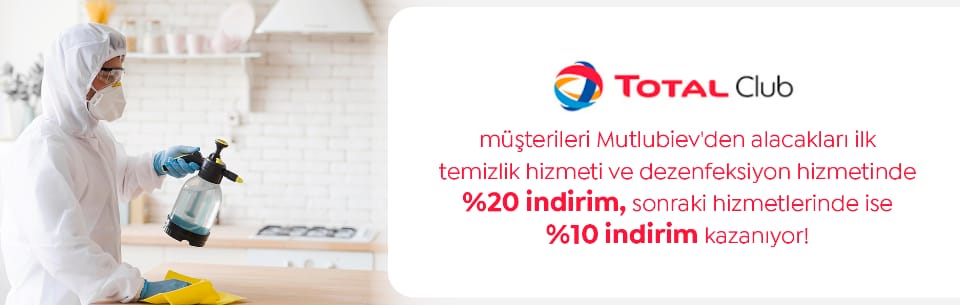 TOTAL Club
müşterileri Mutlubiev'den alacakları ilk
temizlik hizmeti ve dezenfeksiyon hizmetinde
%20 indirim, sonraki hizmetlerinde ise
%10 indirim kazanıyor!